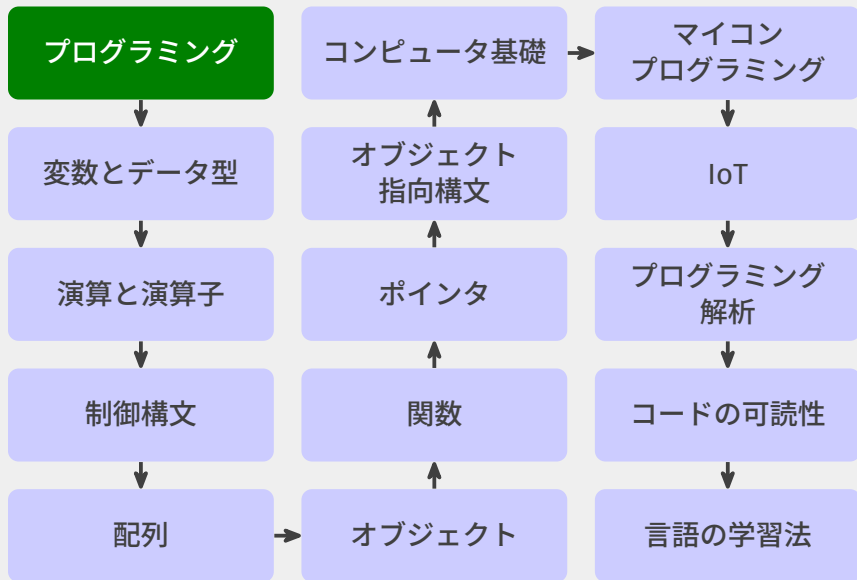 プログラミング
変数とデータ型
演算と演算子
制御構文
配列
オブジェクト
関数
ポインタ
オブジェクト
指向構文
コンピュータ基礎
マイコン
プログラミング
IoT
プログラミング
解析
コードの可読性
言語の学習法